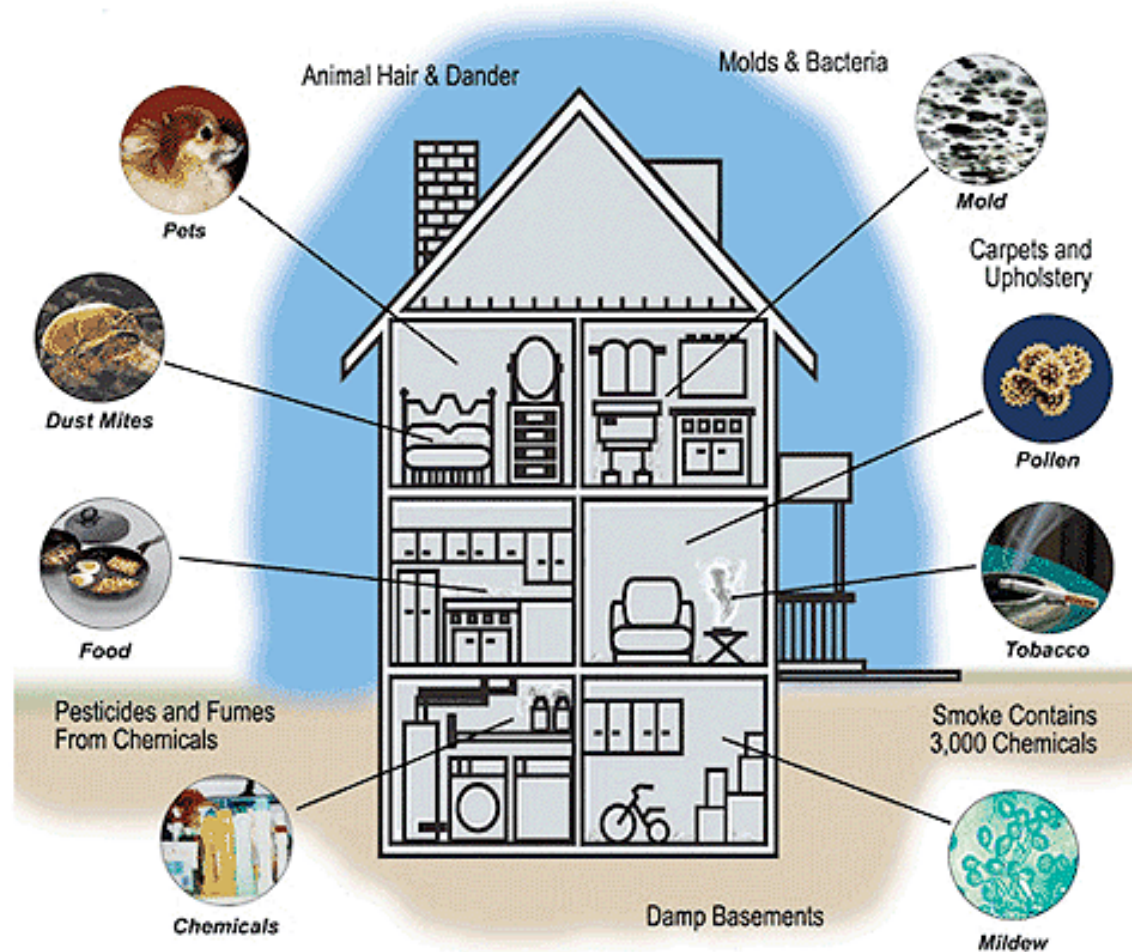 Animal Hair & Dander
Molds & Bacteria
Pets
Mold
Carpets and
Upholstery
Dust Mites
Pollen
Food
Tobacco
Pesticides and Fumes
From Chemicals
Smoke Contains
3,000 Chemicals
Chemicals
Damp Basements
Mildew